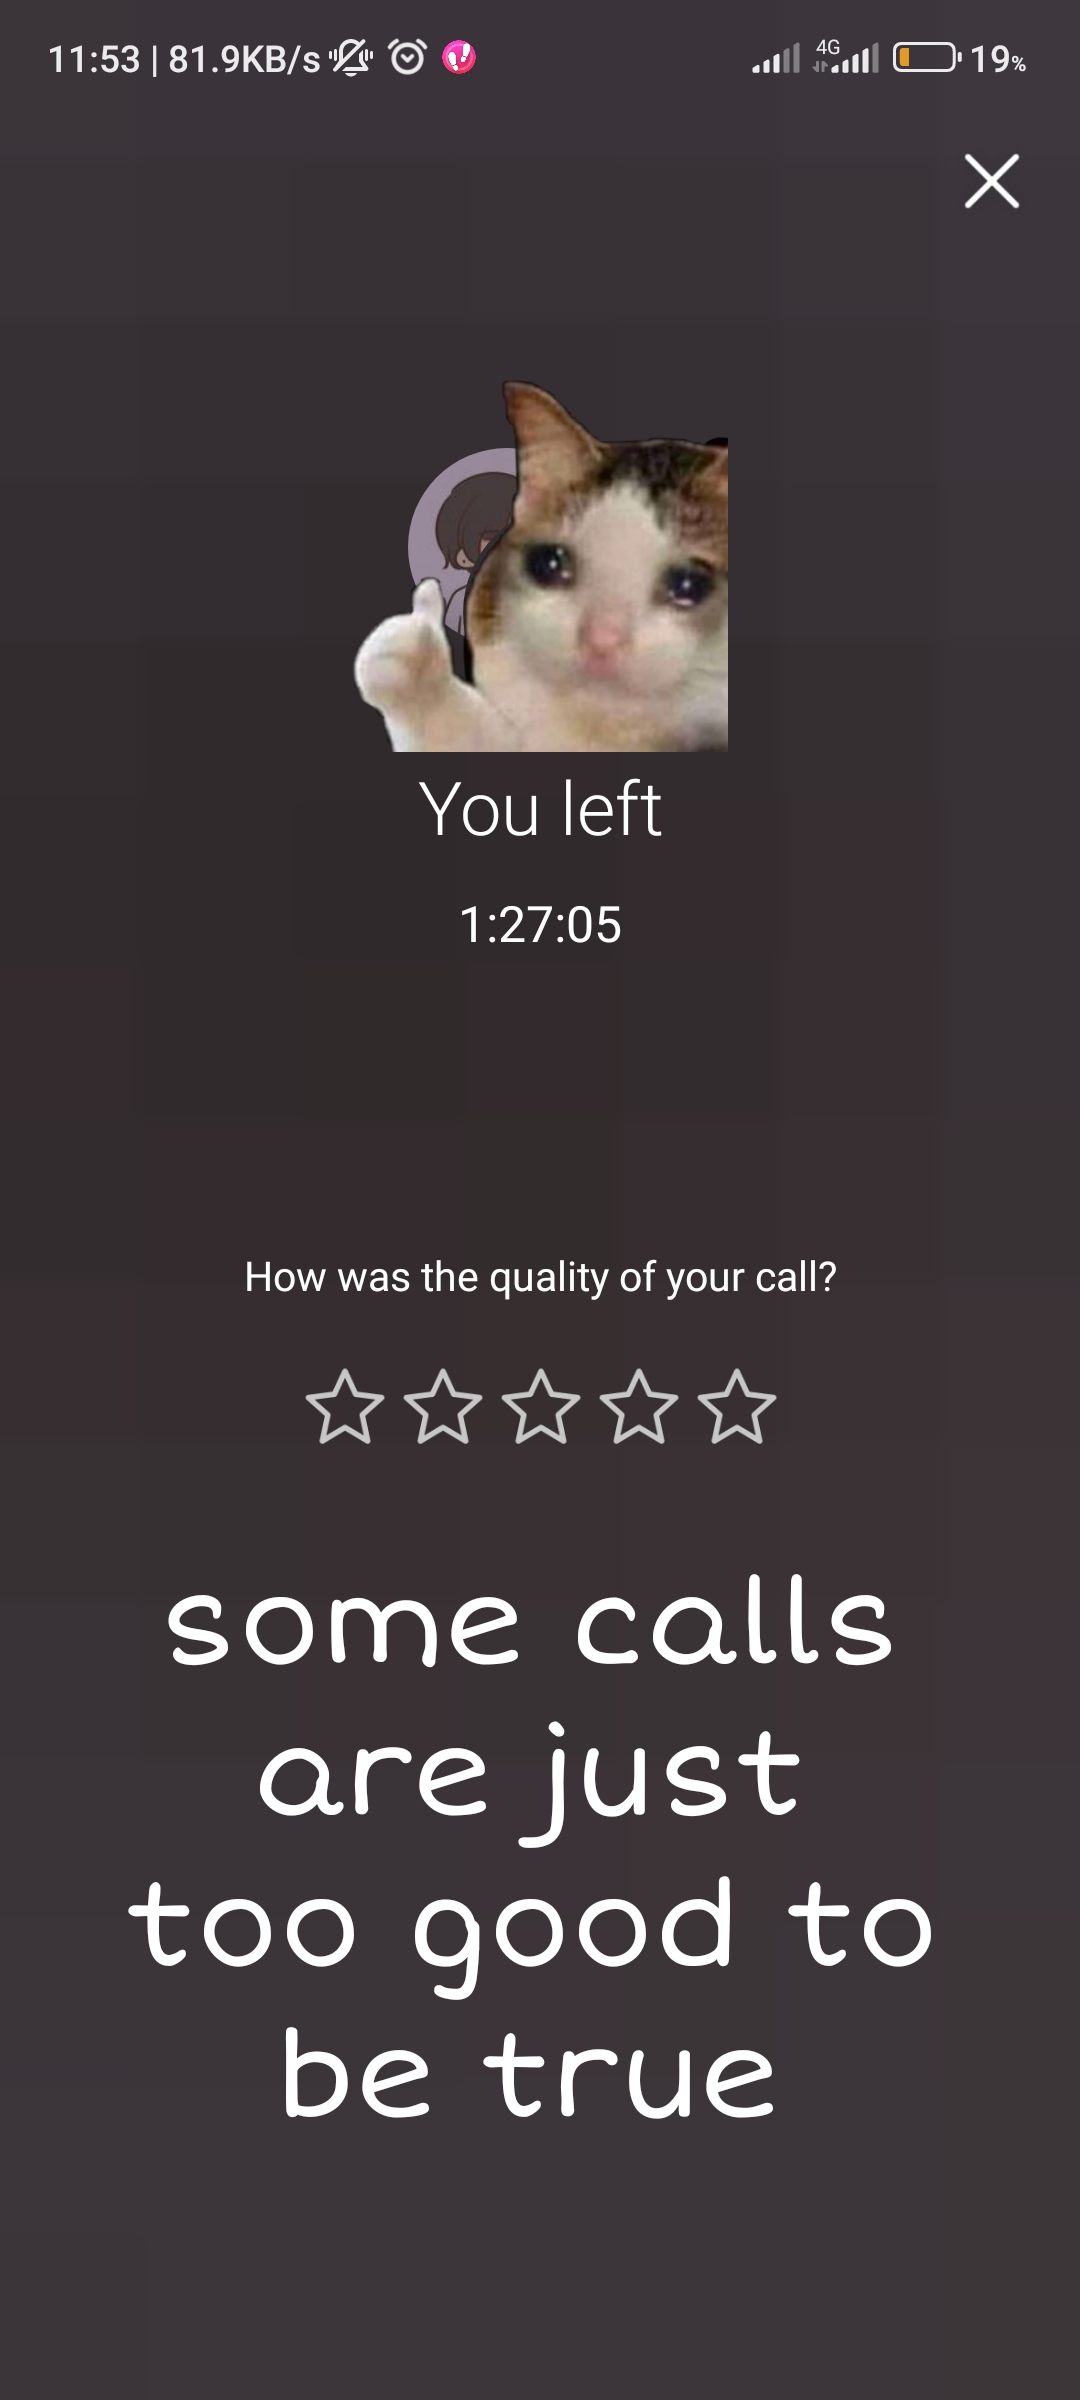 11:53 | 81.9KB/s 4G 19%
You left
1:27:05
How was the quality of your call?
some calls
are just
too good to
be true